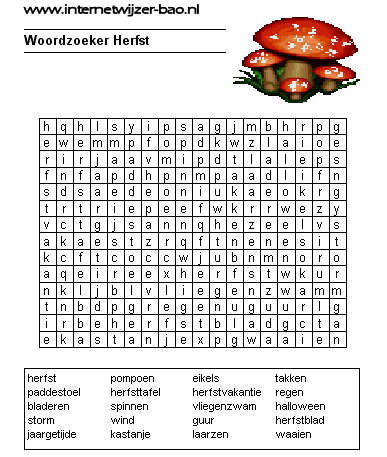 www.internetwijzer-bao.nl
Woordzoeker Herfst
h q h l s y i p s a g j m b h r p g
e w e m m p f o p d k w z l a i o e
r i r j a a v m i p d t l a l e p s
f n f a p d h p n m p a a d l i f n
s d s a e d e o n i u k a e o k r g
t r t r i e p e e f w k r r w e z y
v c t g j s a n n q h e z e e l v s
a k a e s t z r q f t n e n e s i t
k c f t c o c c w j u b n m n o r o
a q e i r e e x h e r f s t w k u r
n k l j b l v l i e g e n z w a m m
t n b d p g r e g e n u g u u r l g
i r b e h e r f s t b l a d g c t a
e k a s t a n j e x p g w a a i e n
herfst pompoen eikels takken
paddestoel herfsttafel herfstvakantie regen
bladeren spinnen vliegenzwam halloween
storm wind guur herfstblad
jaargetijde kastanje laarzen waaien